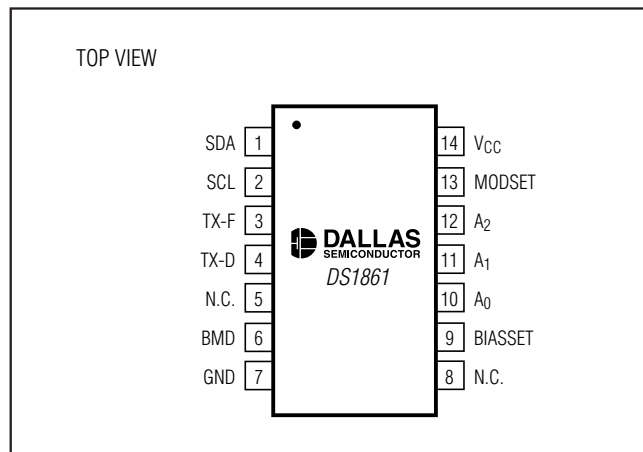 TOP VIEW
SDA 1
SCL 2
TX-F 3
TX-D 4
N.C. 5
BMD 6
GND 7
DALLAS
SEMICONDUCTOR
DS1861
14 VCC
13 MODSET
12 A2
11 A1
10 A0
9 BIASSET
8 N.C.